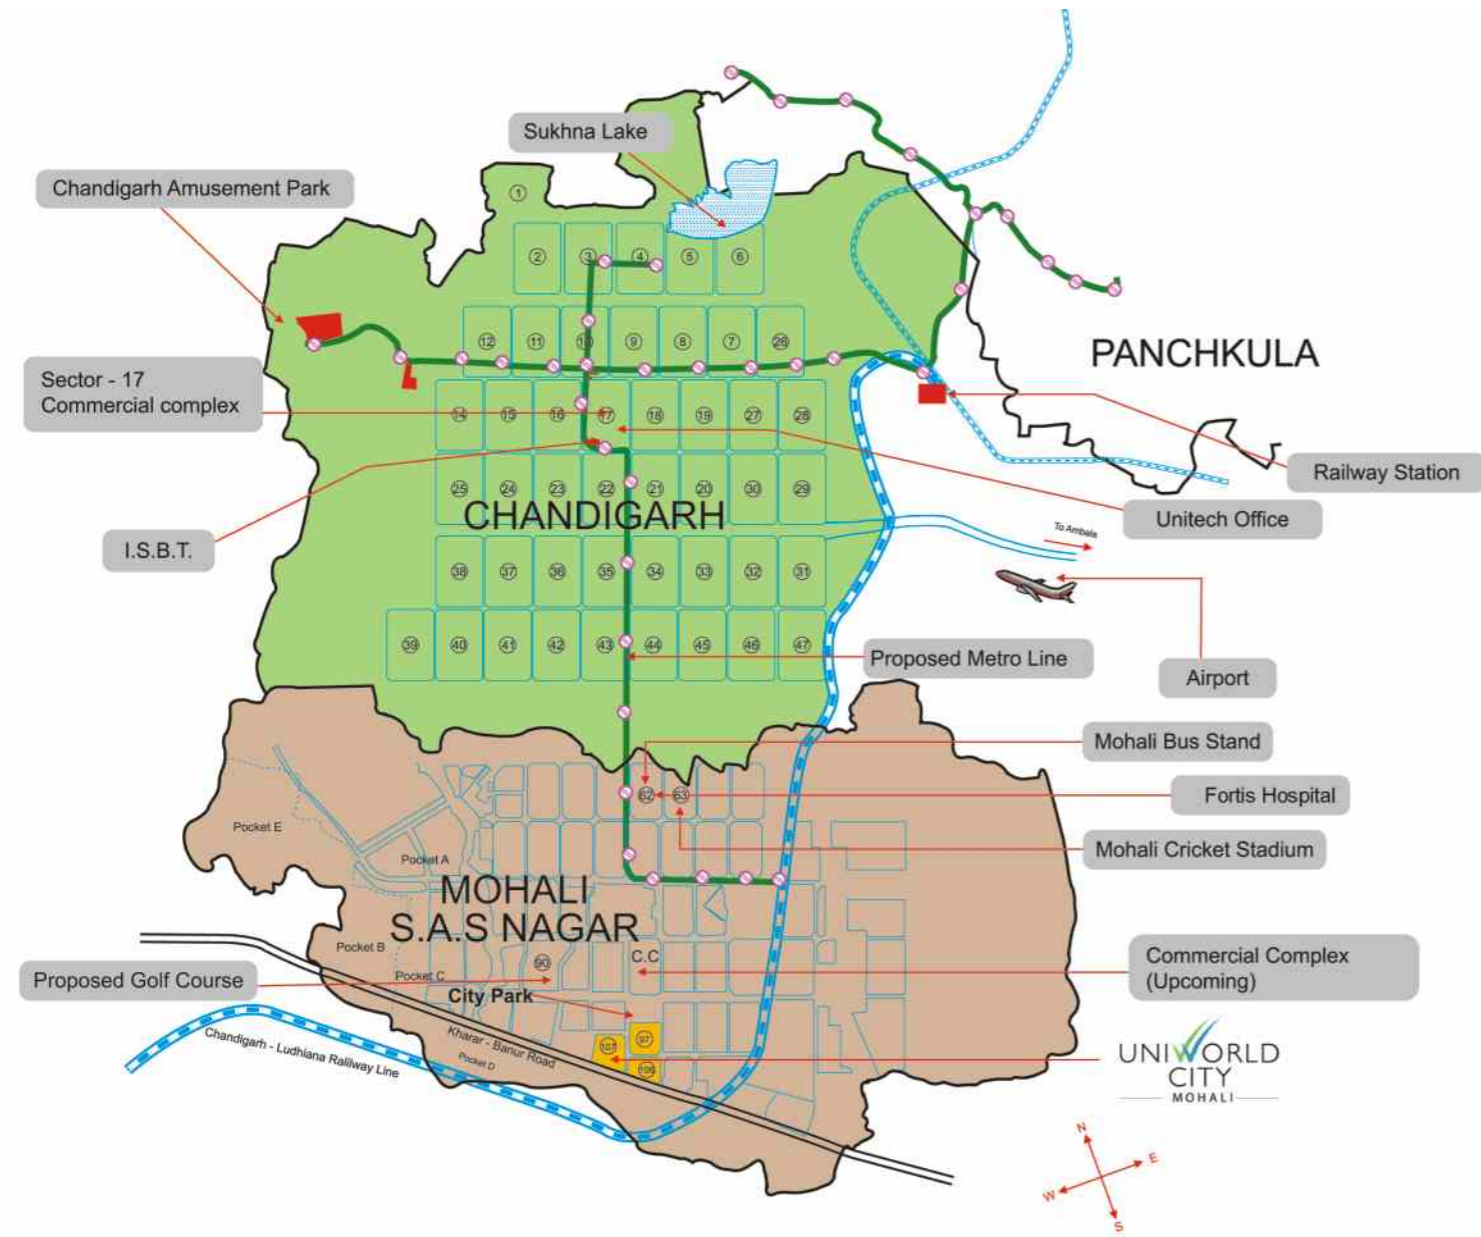 Sukhna Lake
Chandigarh Amusement Park
1
2
3
4
5
6
12
11
10
9
8
7
26
PANCHKULA
Sector - 17
Commercial complex
14
15
16
17
18
19
27
28
Railway Station
25
24
23
22
21
20
30
29
CHANDIGARH
Unitech Office
To Ambala
I.S.B.T.
38
37
36
35
34
33
32
31
39
40
41
42
43
44
45
46
47
Proposed Metro Line
Airport
Mohali Bus Stand
62
63
Fortis Hospital
Pocket E
Pocket A
Mohali Cricket Stadium
MOHALI
S.A.S NAGAR
Pocket B
C.C
90
Commercial Complex
(Upcoming)
Pocket C
Proposed Golf Course
City Park
Kharar - Banur Road
107
97
106
Chandigarh - Ludhiana Raillway Line
Pocket D
UNIWORLD
CITY
MOHALI
N
E
W
S